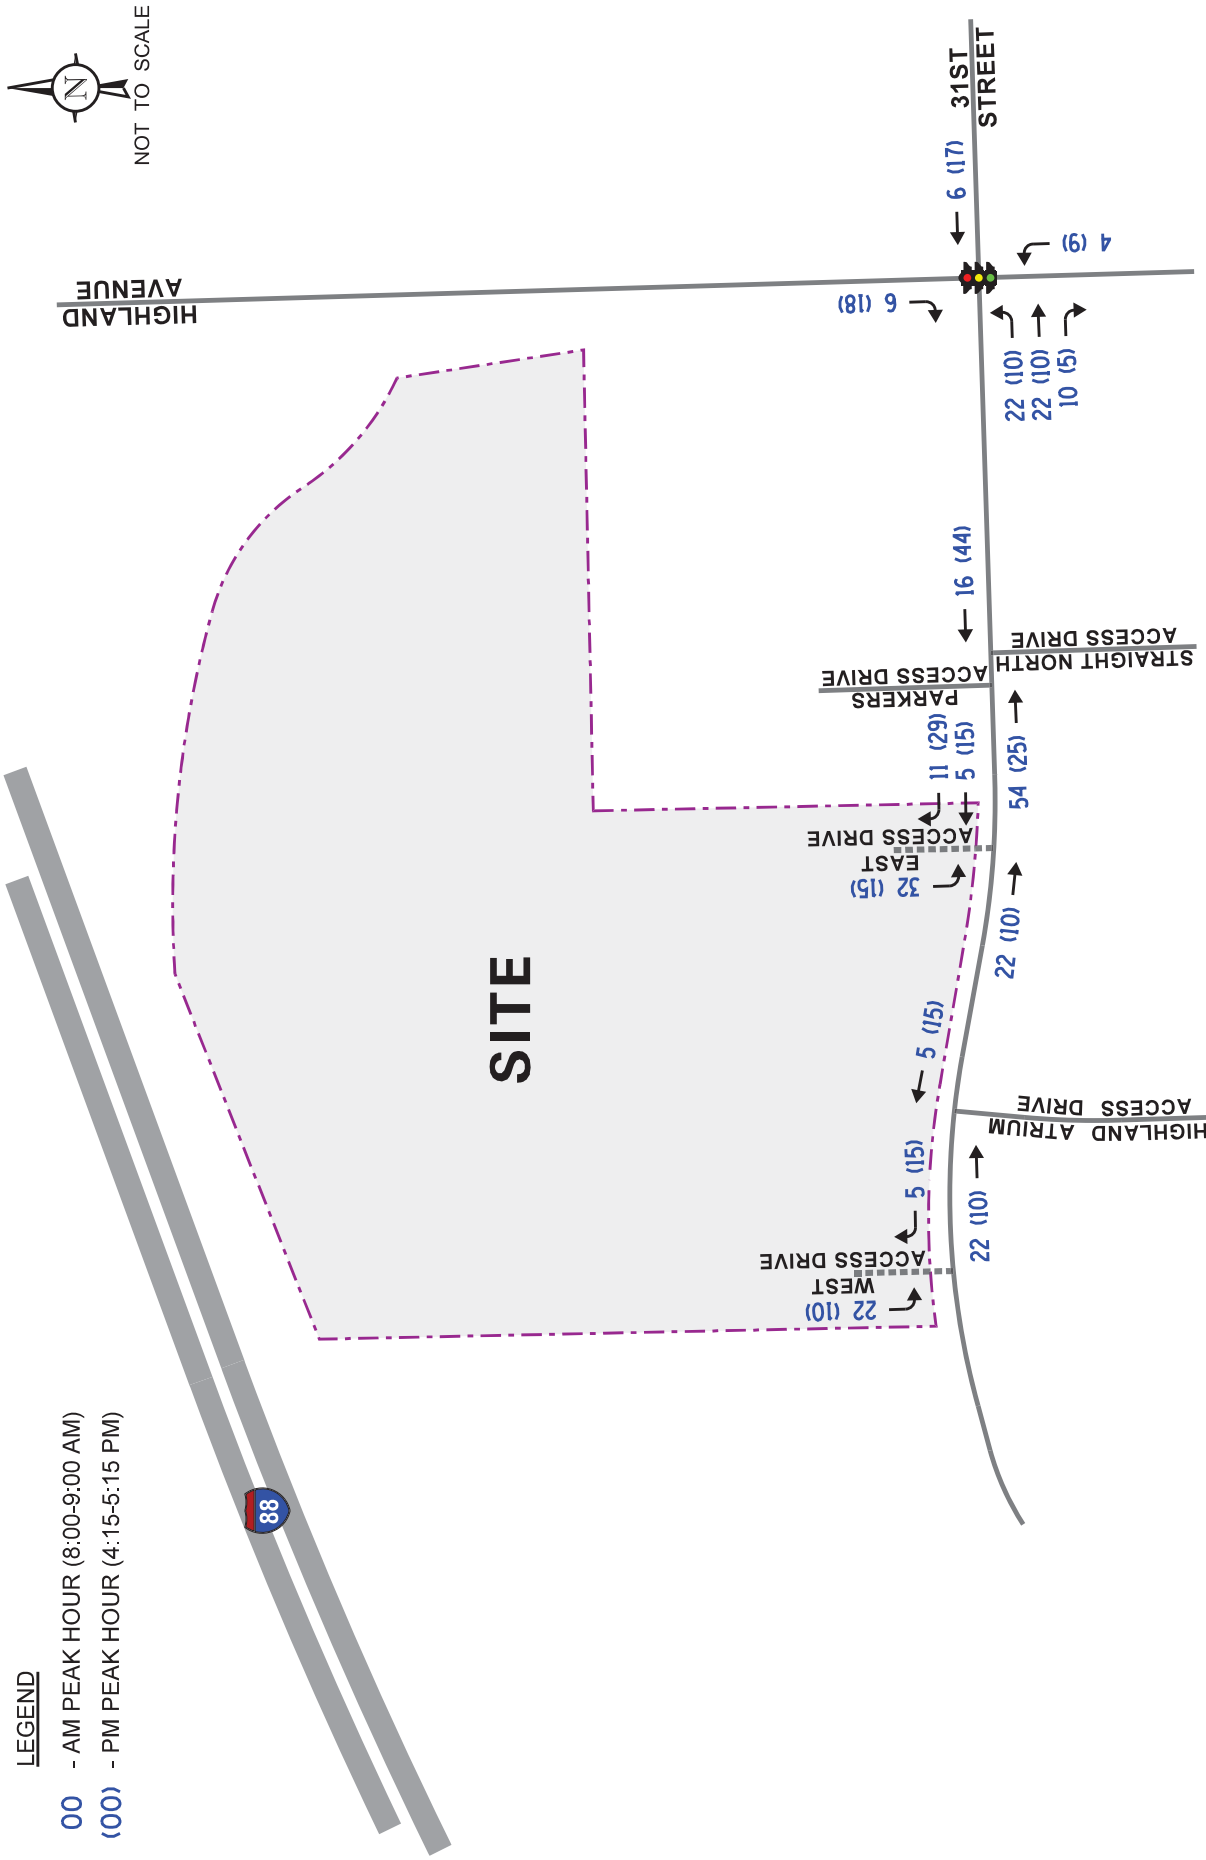 N
NOT TO SCALE
LEGEND
00 - AM PEAK HOUR (8:00-9:00 AM)
(00) - PM PEAK HOUR (4:15-5:15 PM)
88
SITE
HIGHLAND
AVENUE
31ST
STREET
6 (17)
4 (9)
6 (18)
22 (10)
22 (10)
10 (5)
16 (44)
STRAIGHT NORTH
ACCESS DRIVE
PARKERS
ACCESS DRIVE
11 (29)
5 (15)
54 (25)
EAST
ACCESS DRIVE
32 (15)
22 (10)
5 (15)
HIGHLAND ATRIUM
ACCESS DRIVE
5 (15)
22 (10)
WEST
ACCESS DRIVE
22 (10)